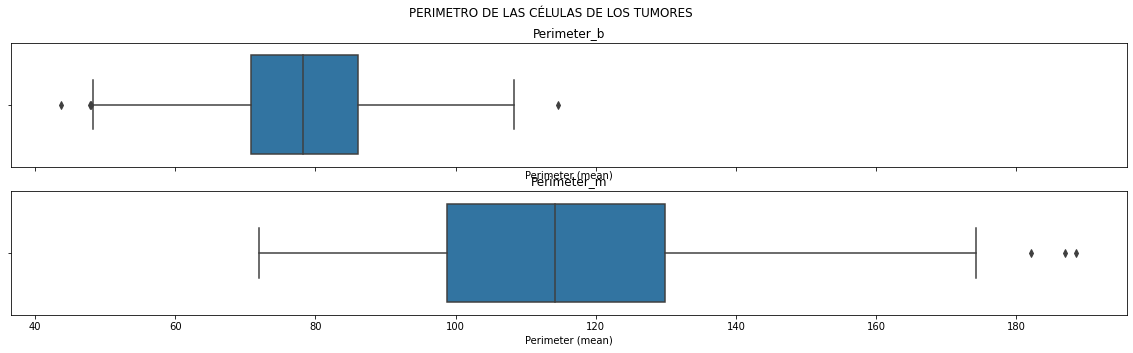 PERIMETRO DE LAS CÉLULAS DE LOS TUMORES
Perimeter_b
Perimeter (mean)
Perimeter_m
40 60 80 100 120 140 160 180
Perimeter (mean)